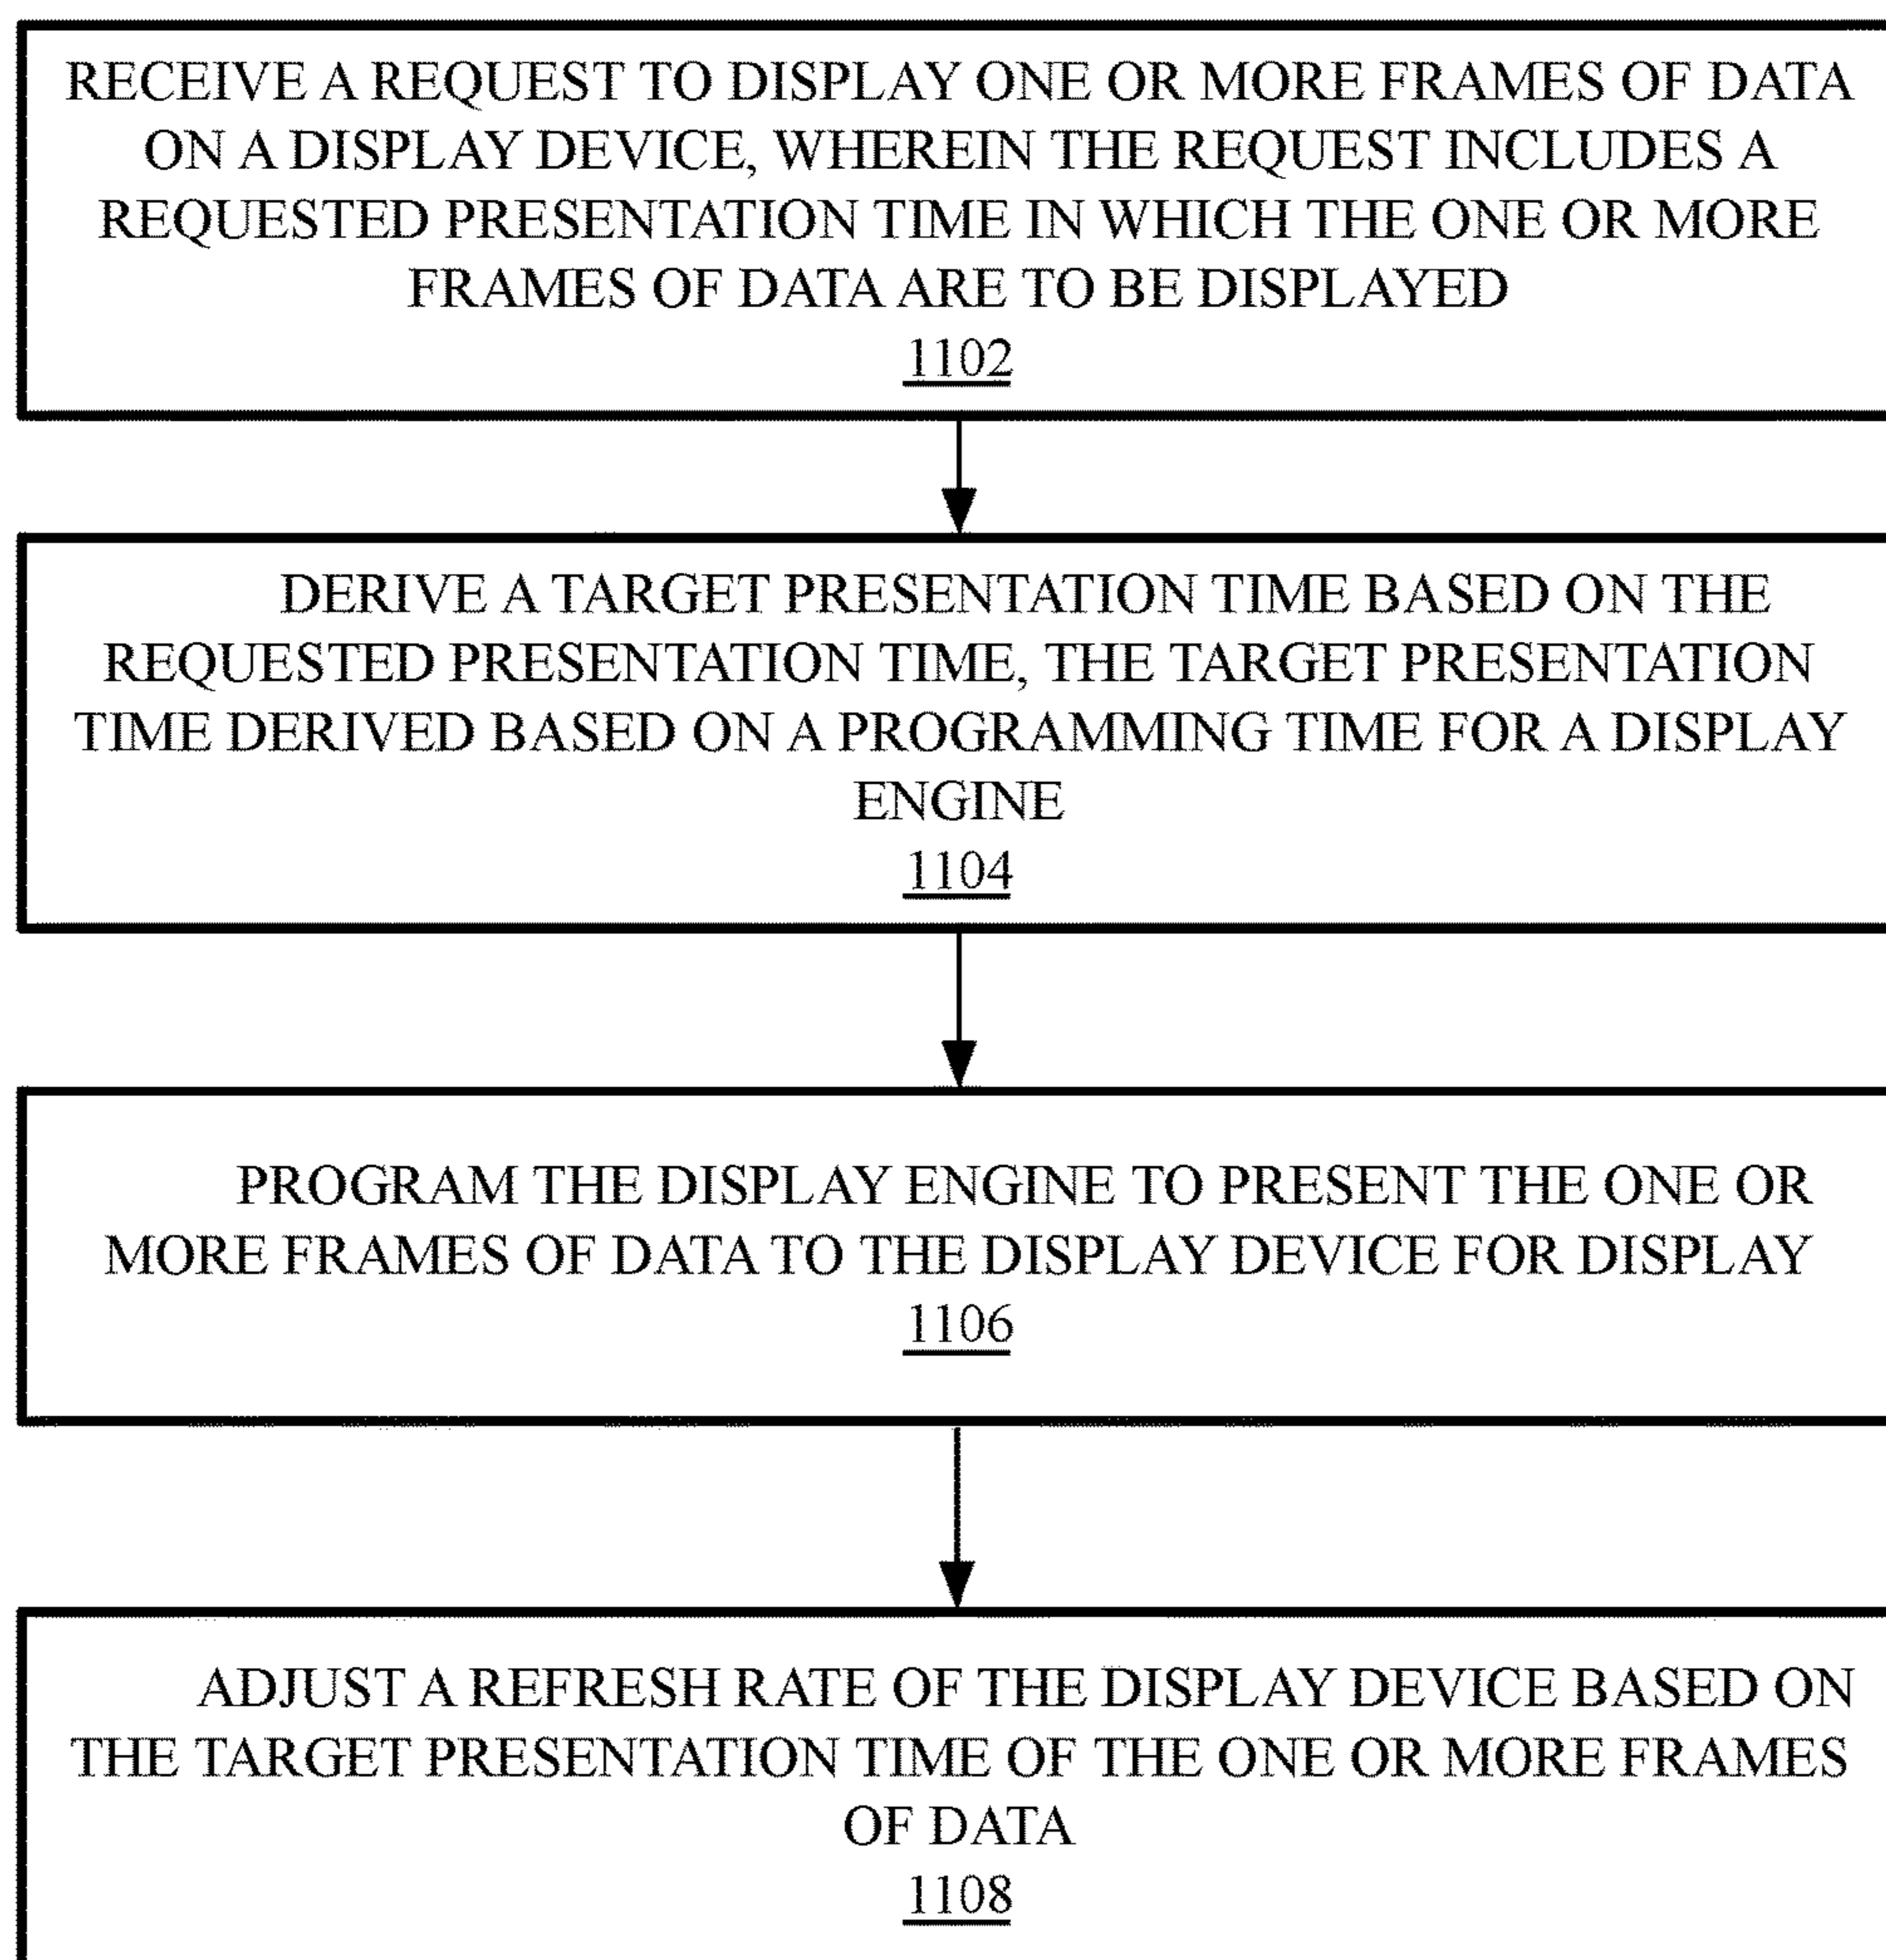 RECEIVE A REQUEST TO DISPLAY ONE OR MORE FRAMES OF DATA
ON A DISPLAY DEVICE, WHEREIN THE REQUEST INCLUDES A
REQUESTED PRESENTATION TIME IN WHICH THE ONE OR MORE
FRAMES OF DATA ARE TO BE DISPLAYED
1102
DERIVE A TARGET PRESENTATION TIME BASED ON THE
REQUESTED PRESENTATION TIME, THE TARGET PRESENTATION
TIME DERIVED BASED ON A PROGRAMMING TIME FOR A DISPLAY
ENGINE
1104
PROGRAM THE DISPLAY ENGINE TO PRESENT THE ONE OR
MORE FRAMES OF DATA TO THE DISPLAY DEVICE FOR DISPLAY
1106
ADJUST A REFRESH RATE OF THE DISPLAY DEVICE BASED ON
THE TARGET PRESENTATION TIME OF THE ONE OR MORE FRAMES
OF DATA
1108